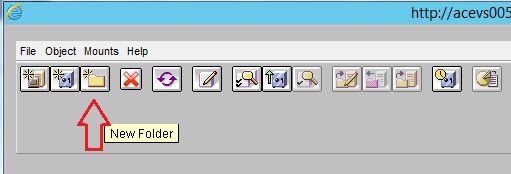 http://acevs005
File Object Mounts Help
New Folder